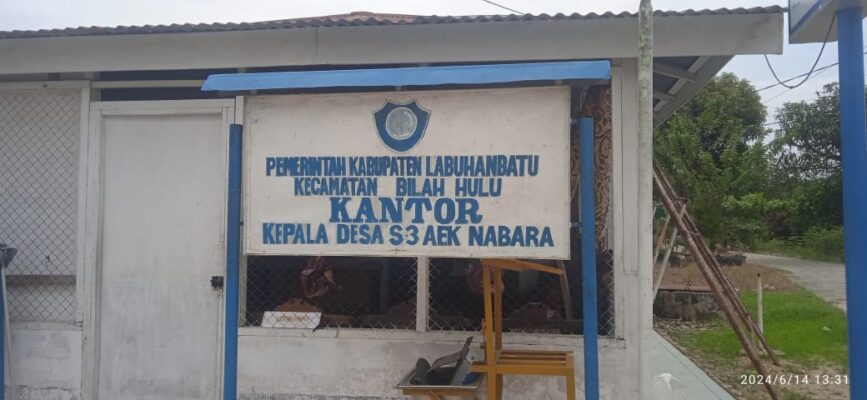 PEMERINTAH KABUPATEN LABUHANBATU
KECAMATAN BILAH HULU
KANTOR
KEPALA DESA S-3 AEK NABARA
2024/6/14 13:31